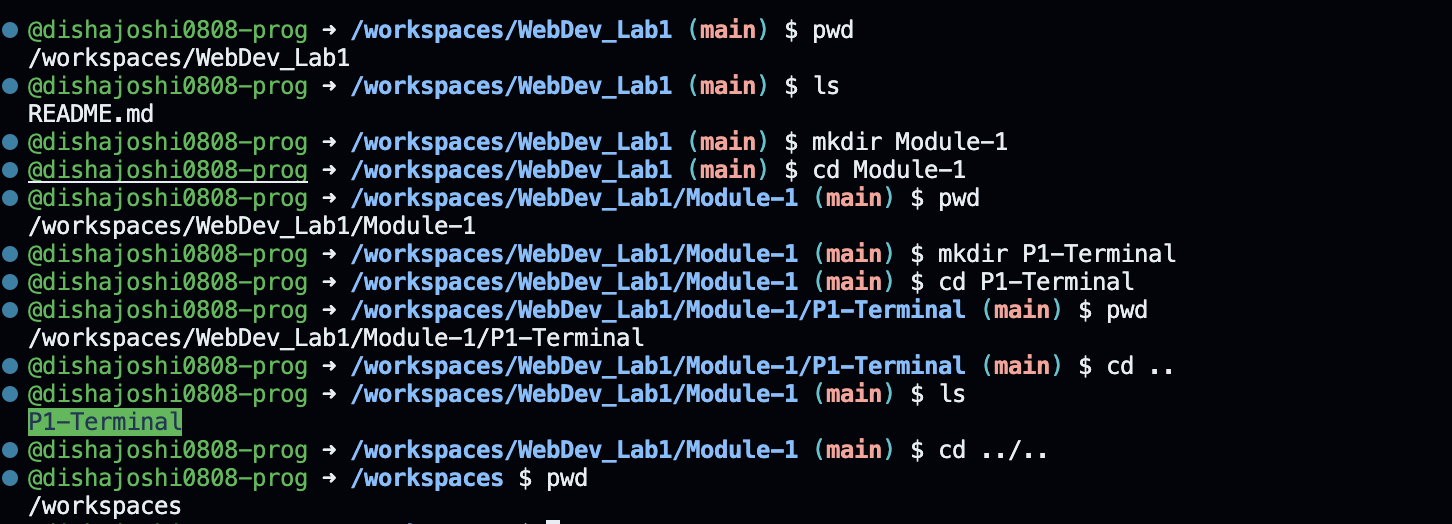 @dishajoshi0808-prog ➜ /workspaces/WebDev_Lab1 (main) $ pwd
/workspaces/WebDev_Lab1
@dishajoshi0808-prog ➜ /workspaces/WebDev_Lab1 (main) $ ls
README.md
@dishajoshi0808-prog ➜ /workspaces/WebDev_Lab1 (main) $ mkdir Module-1
@dishajoshi0808-prog ➜ /workspaces/WebDev_Lab1 (main) $ cd Module-1
@dishajoshi0808-prog ➜ /workspaces/WebDev_Lab1/Module-1 (main) $ pwd
/workspaces/WebDev_Lab1/Module-1
@dishajoshi0808-prog ➜ /workspaces/WebDev_Lab1/Module-1 (main) $ mkdir P1-Terminal
@dishajoshi0808-prog ➜ /workspaces/WebDev_Lab1/Module-1 (main) $ cd P1-Terminal
@dishajoshi0808-prog ➜ /workspaces/WebDev_Lab1/Module-1/P1-Terminal (main) $ pwd
/workspaces/WebDev_Lab1/Module-1/P1-Terminal
@dishajoshi0808-prog ➜ /workspaces/WebDev_Lab1/Module-1/P1-Terminal (main) $ cd ..
@dishajoshi0808-prog ➜ /workspaces/WebDev_Lab1/Module-1 (main) $ ls
P1-Terminal
@dishajoshi0808-prog ➜ /workspaces/WebDev_Lab1/Module-1 (main) $ cd ../..
@dishajoshi0808-prog ➜ /workspaces $ pwd
/workspaces